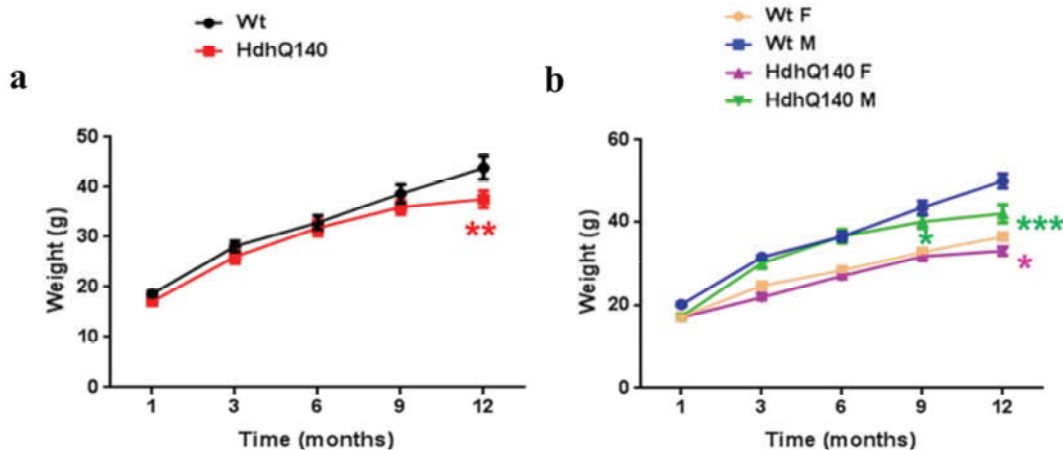 a
Wt
HdhQ140
Weight (g)
50
40
30
20
10
0
**
1 3 6 9 12
Time (months)
b
Wt F
Wt M
HdhQ140 F
HdhQ140 M
Weight (g)
60
40
20
0
*
***
*
1 3 6 9 12
Time (months)